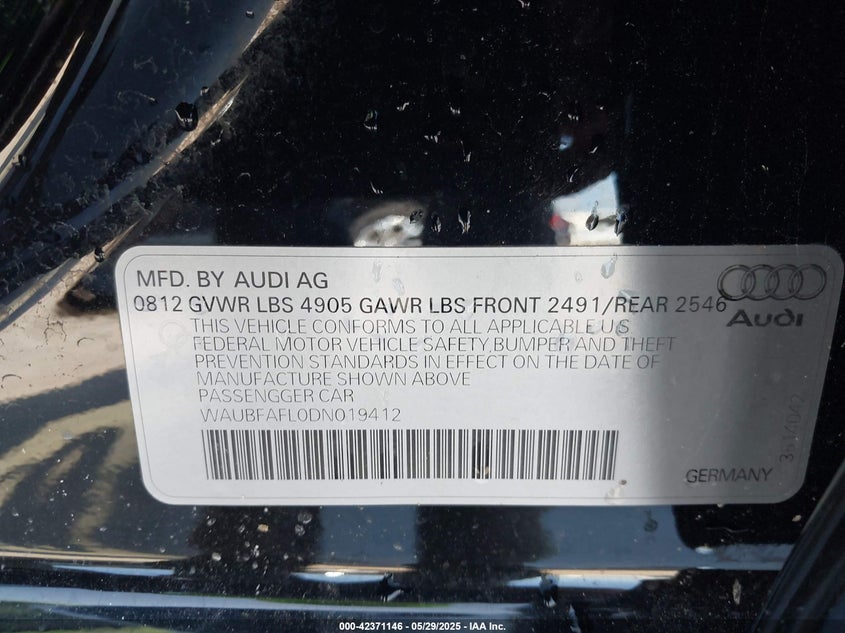 MFD. BY AUDI AG
0812 GVWR LBS 4905 GAWR LBS FRONT 2491/REAR 2546
THIS VEHICLE CONFORMS TO ALL APPLICABLE U.S
FEDERAL MOTOR VEHICLE SAFETY,BUMPER AND THEFT
PREVENTION STANDARDS IN EFFECT ON THE DATE OF
MANUFACTURE SHOWN ABOVE
PASSENGGER CAR
WAUBFAFL0DN019412
Audi
GERMANY
000-42371146 - 05/29/2025 - IAA Inc.